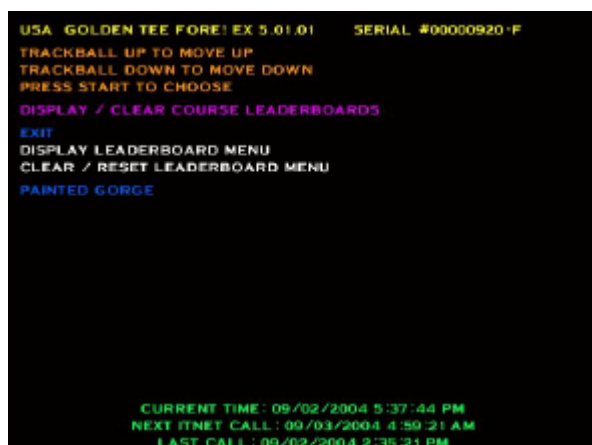 USA GOLDEN TEE FORE! EX 5.01.01 SERIAL #00000920-F
TRACKBALL UP TO MOVE UP
TRACKBALL DOWN TO MOVE DOWN
PRESS START TO CHOOSE
DISPLAY / CLEAR COURSE LEADERBOARDS
EXIT
DISPLAY LEADERBOARD MENU
CLEAR / RESET LEADERBOARD MENU
PAINTED GORGE
CURRENT TIME: 09/02/2004 5:37:44 PM
NEXT ITNET CALL: 09/03/2004 4:59:21 AM
LAST CALL: 09/02/2004 2:35:21 PM